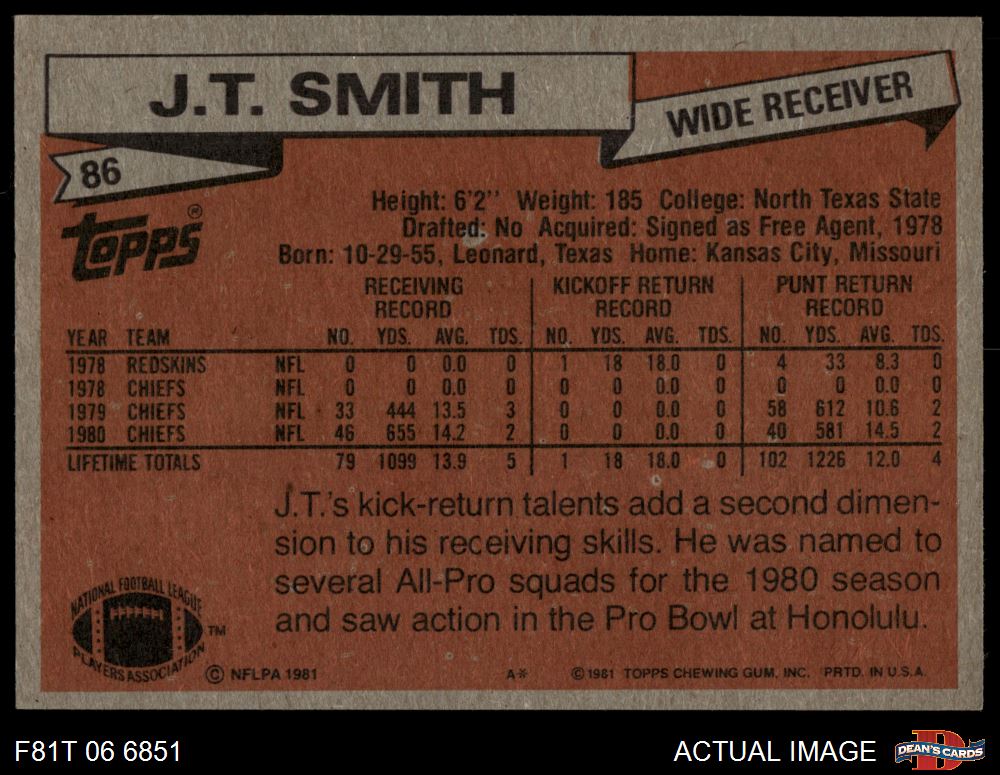 J.T. SMITH
WIDE RECEIVER
86
topps®
Height: 6'2'' Weight: 185 College: North Texas State
Drafted: No Acquired: Signed as Free Agent, 1978
Born: 10-29-55, Leonard, Texas Home: Kansas City, Missouri
RECEIVING RECORD KICKOFF RETURN RECORD PUNT RETURN RECORD
YEAR TEAM NO. YDS. AVG. TDS. NO. YDS. AVG. TDS. NO. YDS. AVG. TDS.
1978 REDSKINS NFL 0 0 0.0 0 1 18 18.0 0 4 33 8.3 0
1978 CHIEFS NFL 0 0 0.0 0 0 0 0.0 0 0 0 0.0 0
1979 CHIEFS NFL 33 444 13.5 3 0 0 0.0 0 58 612 10.6 2
1980 CHIEFS NFL 46 655 14.2 2 0 0 0.0 0 40 581 14.5 2
LIFETIME TOTALS 79 1099 13.9 5 1 18 18.0 0 102 1226 12.0 4
J.T.'s kick-return talents add a second dimen-
sion to his receiving skills. He was named to
several All-Pro squads for the 1980 season
and saw action in the Pro Bowl at Honolulu.
NATIONAL FOOTBALL LEAGUE
PLAYERS ASSOCIATION
TM
© NFLPA 1981 A* ©1981 TOPPS CHEWING GUM, INC. PRTD. IN U.S.A.
F81T 06 6851 ACTUAL IMAGE DEAN'S CARDS